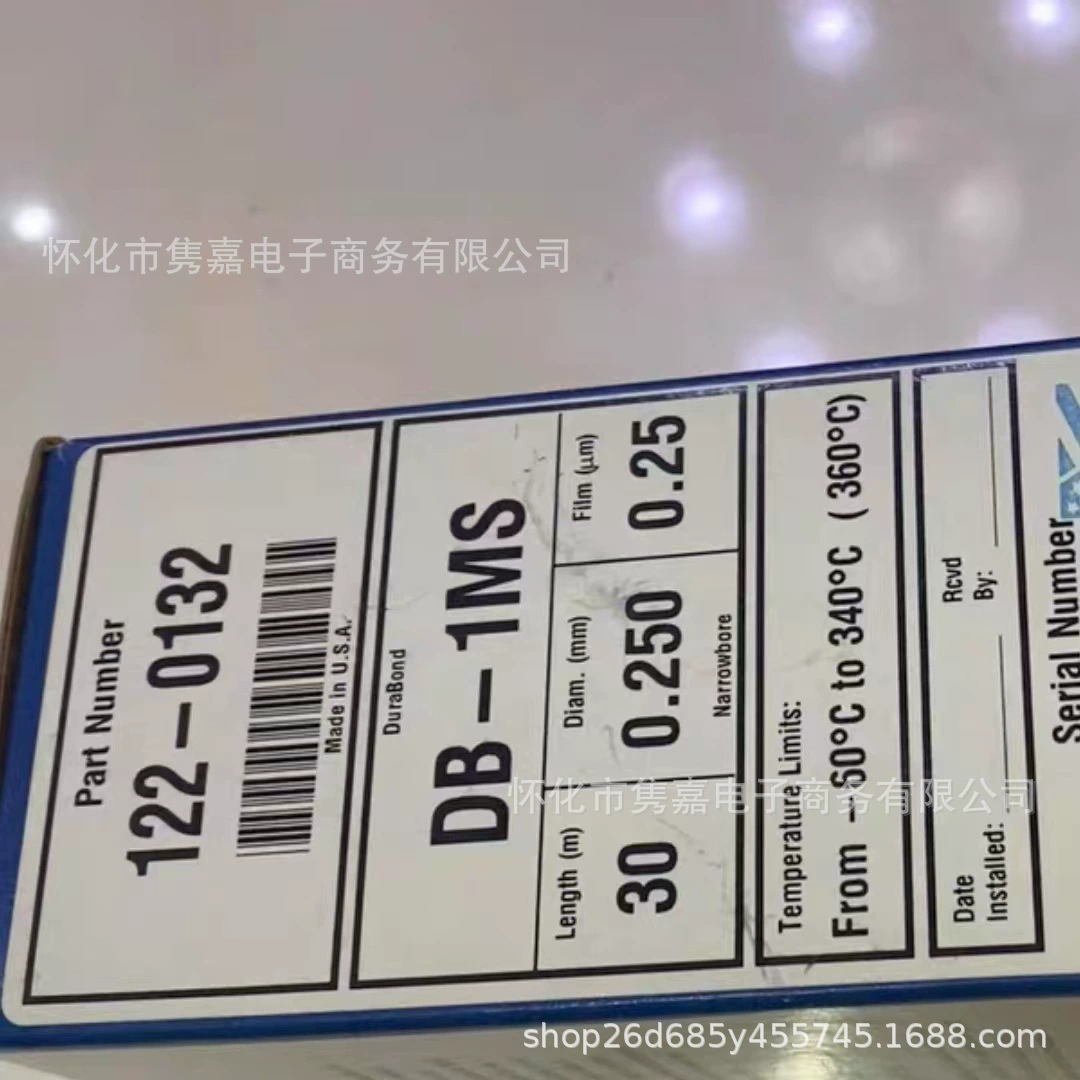 怀化市隽嘉电子商务有限公司
Part Number
122-0132
Made in U.S.A.
DuraBond
DB-1MS
Length (m)
30
Diam. (mm)
0.250
Narrowbore
Film (μm)
0.25
Temperature Limits:
From -60°C to 340°C (360°C)
Date
Installed:
Rcvd
By:
Serial Number
怀化市隽嘉电子商务有限公司
shop26d685y455745.1688.com